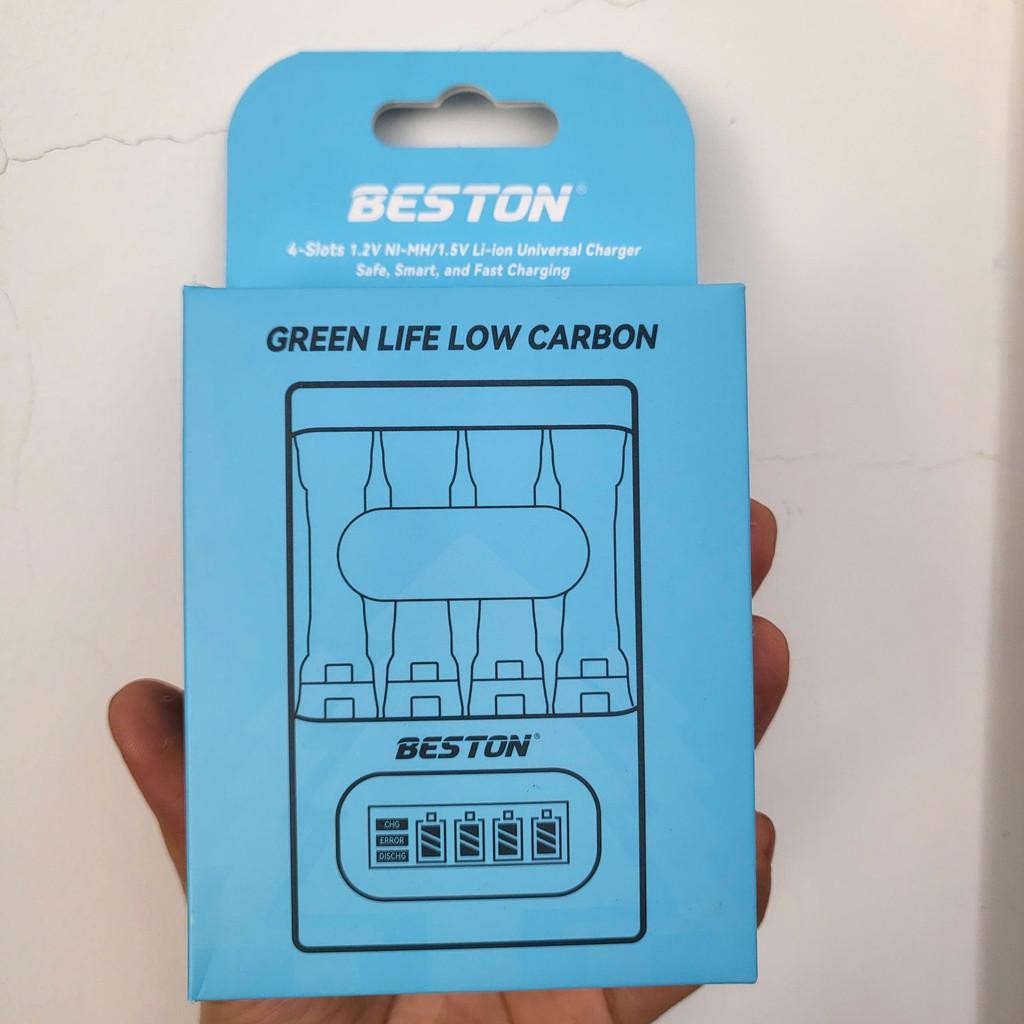 BESTON®
4-Slots 1.2V NI-MH/1.5V Li-ion Universal Charger
Safe, Smart, and Fast Charging
GREEN LIFE LOW CARBON
BESTON®
CHG
ERROR
DISCHG